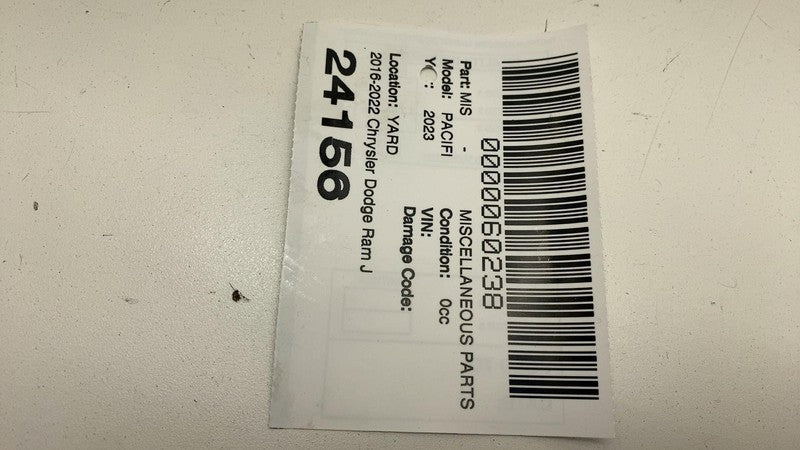 0000060238
Part: MIS - MISCELLANEOUS PARTS
Model: PACIFI Condition: 0cc
2023 VIN:
Damage Code:
Location: YARD
2016-2022 Chrysler Dodge Ram J
24156